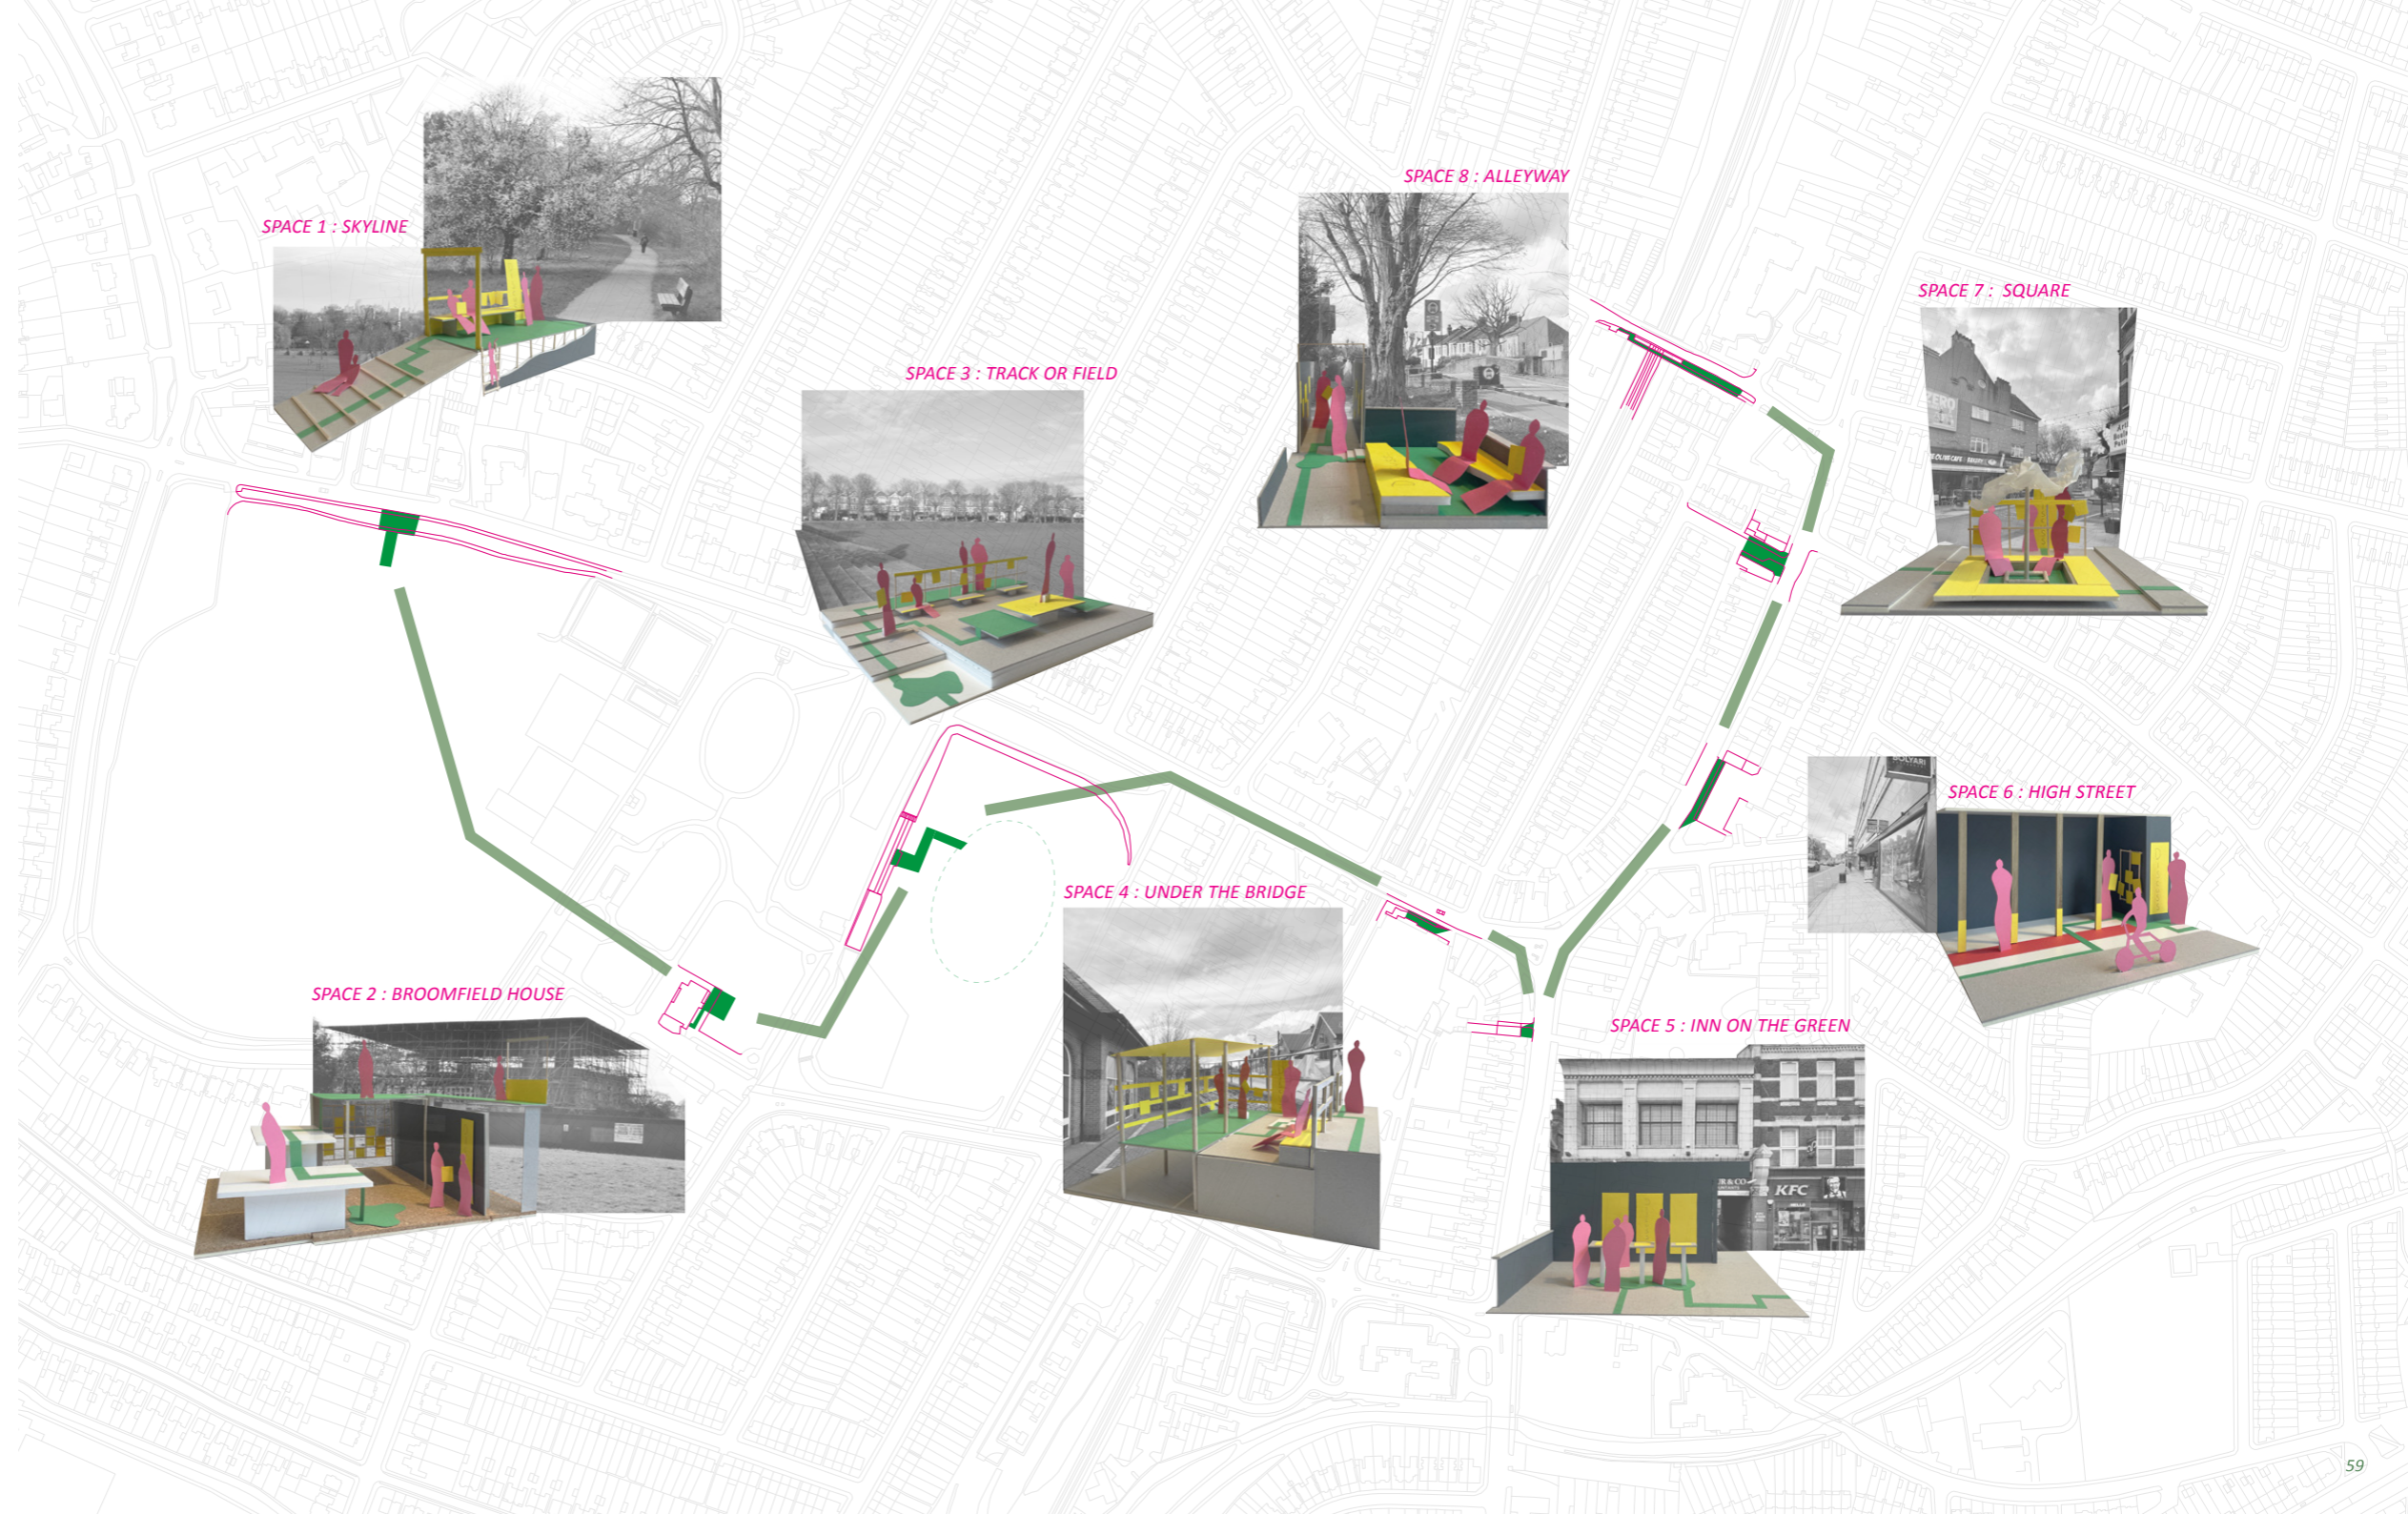 SPACE 8 : ALLEYWAY
SPACE 1 : SKYLINE
SPACE 7 : SQUARE
SPACE 3 : TRACK OR FIELD
ZERO
SPACE 6 : HIGH STREET
SPACE 4 : UNDER THE BRIDGE
SPACE 2 : BROOMFIELD HOUSE
SPACE 5 : INN ON THE GREEN
KFC
59